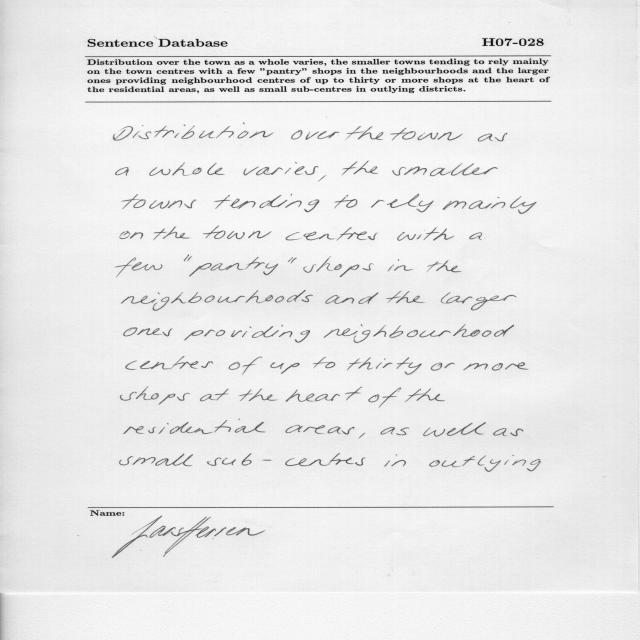 Sentence Database H07-028
Distribution over the town as a whole varies, the smaller towns tending to rely mainly
on the town centres with a few "pantry" shops in the neighbourhoods and the larger
ones providing neighbourhood centres of up to thirty or more shops at the heart of
the residential areas, as well as small sub-centres in outlying districts.
Distribution over the town as
a whole varies, the smaller
towns tending to rely mainly
on the town centres with a
few "pantry" shops in the
neighbourhoods and the larger
ones providing neighbourhood
centres of up to thirty or more
shops at the heart of the
residential areas, as well as
small sub-centres in outlying
Name: